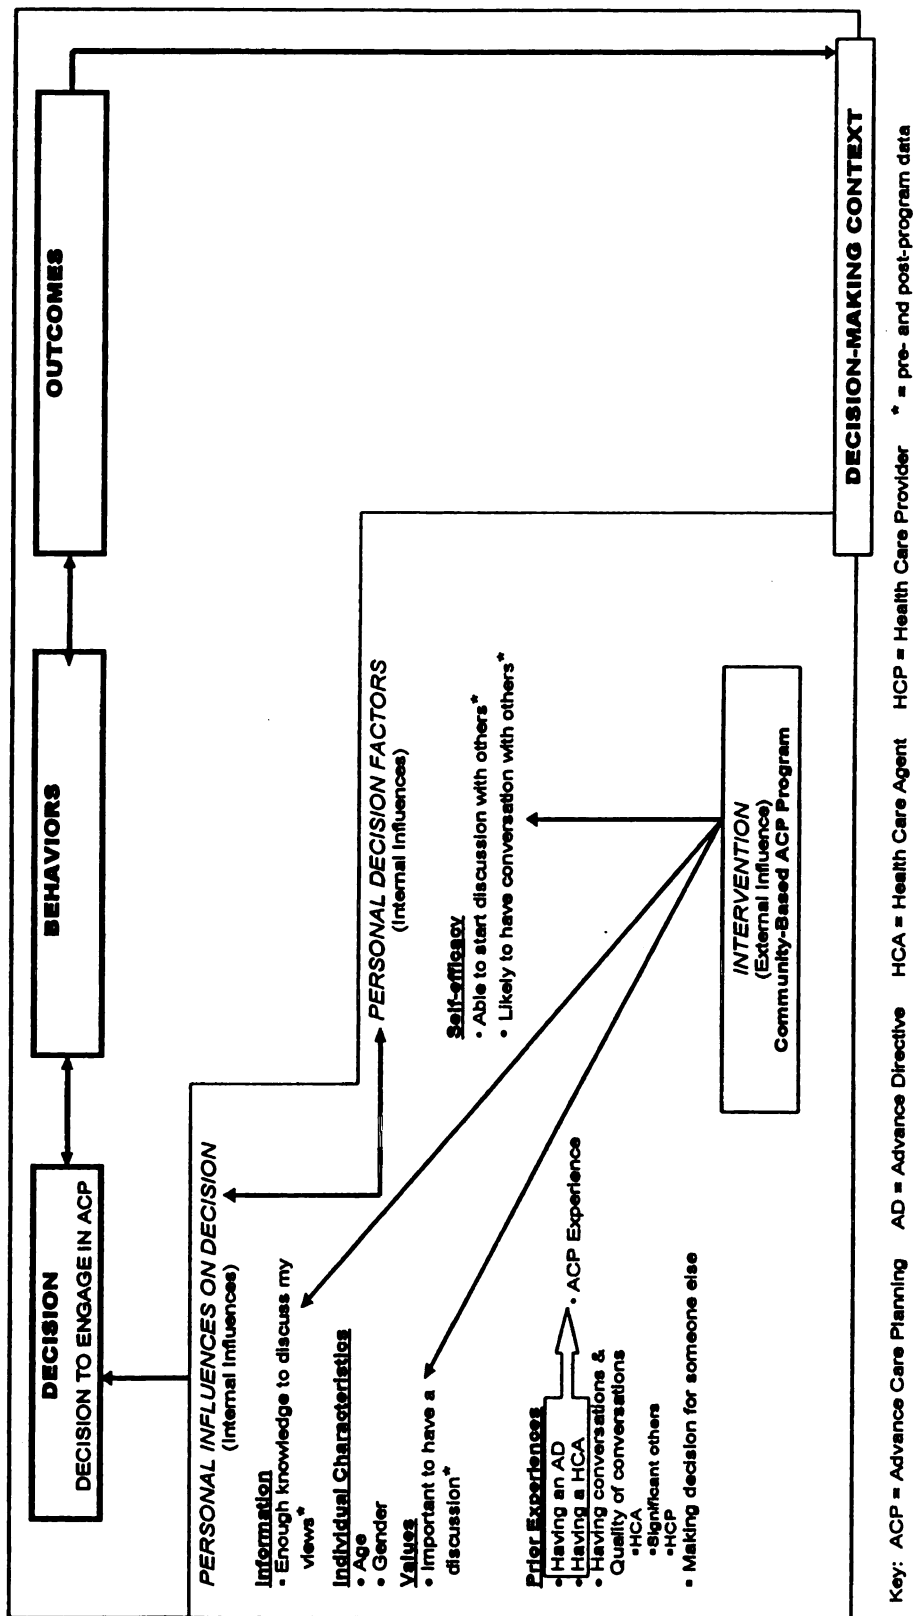 DECISION
DECISION TO ENGAGE IN ACP
BEHAVIORS
OUTCOMES
PERSONAL INFLUENCES ON DECISION
(Internal Influences)
Information
• Enough knowledge to discuss my
views*
Individual Characteristics
• Age
• Gender
Values
• Important to have a
discussion*
Prior Experiences
• Having an AD
• Having a HCA
• Having conversations &
Quality of conversations
•HCA
•Significant others
•HCP
• Making decision for someone else
• ACP Experience
PERSONAL DECISION FACTORS
(Internal Influences)
Self-efficacy
• Able to start discussion with others*
• Likely to have conversation with others*
INTERVENTION
(External Influence)
Community-Based ACP Program
DECISION-MAKING CONTEXT
Key: ACP = Advance Care Planning AD = Advance Directive HCA = Health Care Agent HCP = Health Care Provider * = pre- and post-program data